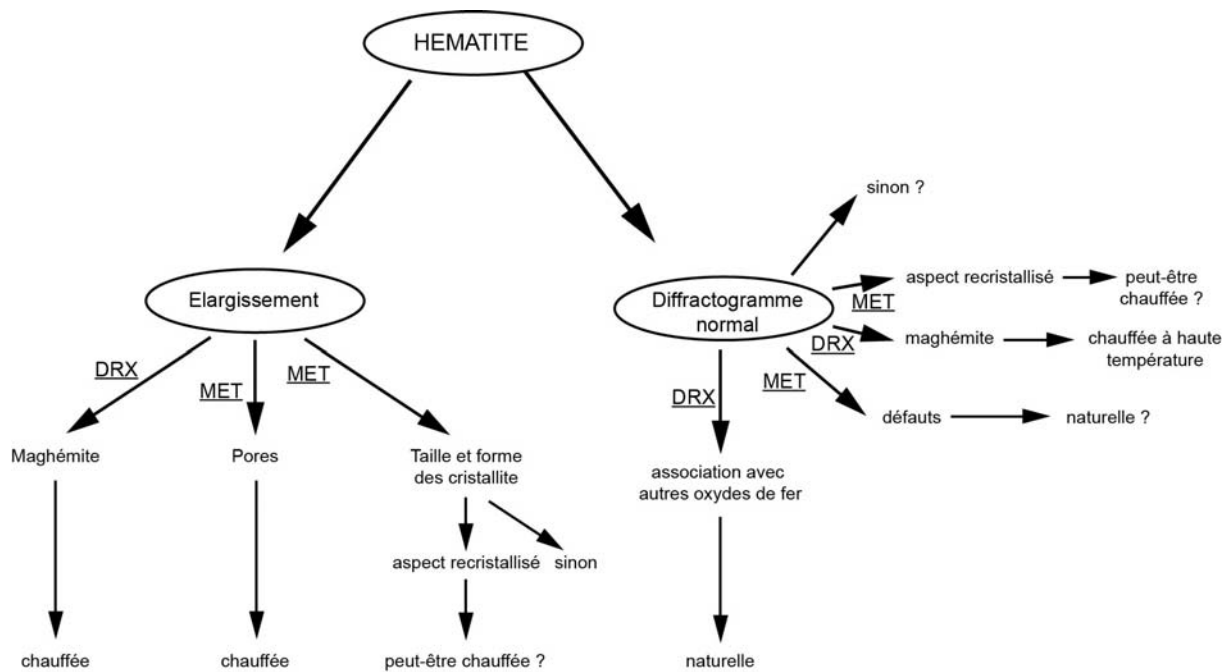 HEMATITE
sinon ?
Elargissement
Diffractogramme
normal
MET
aspect recristallisé
peut-être
chauffée ?
DRX
maghémite
chauffée à haute
température
MET
défauts
naturelle ?
DRX
MET
MET
DRX
Maghémite
Pores
Taille et forme
des cristallite
association avec
autres oxydes de fer
aspect recristallisé
sinon
chauffée
chauffée
peut-être chauffée ?
naturelle